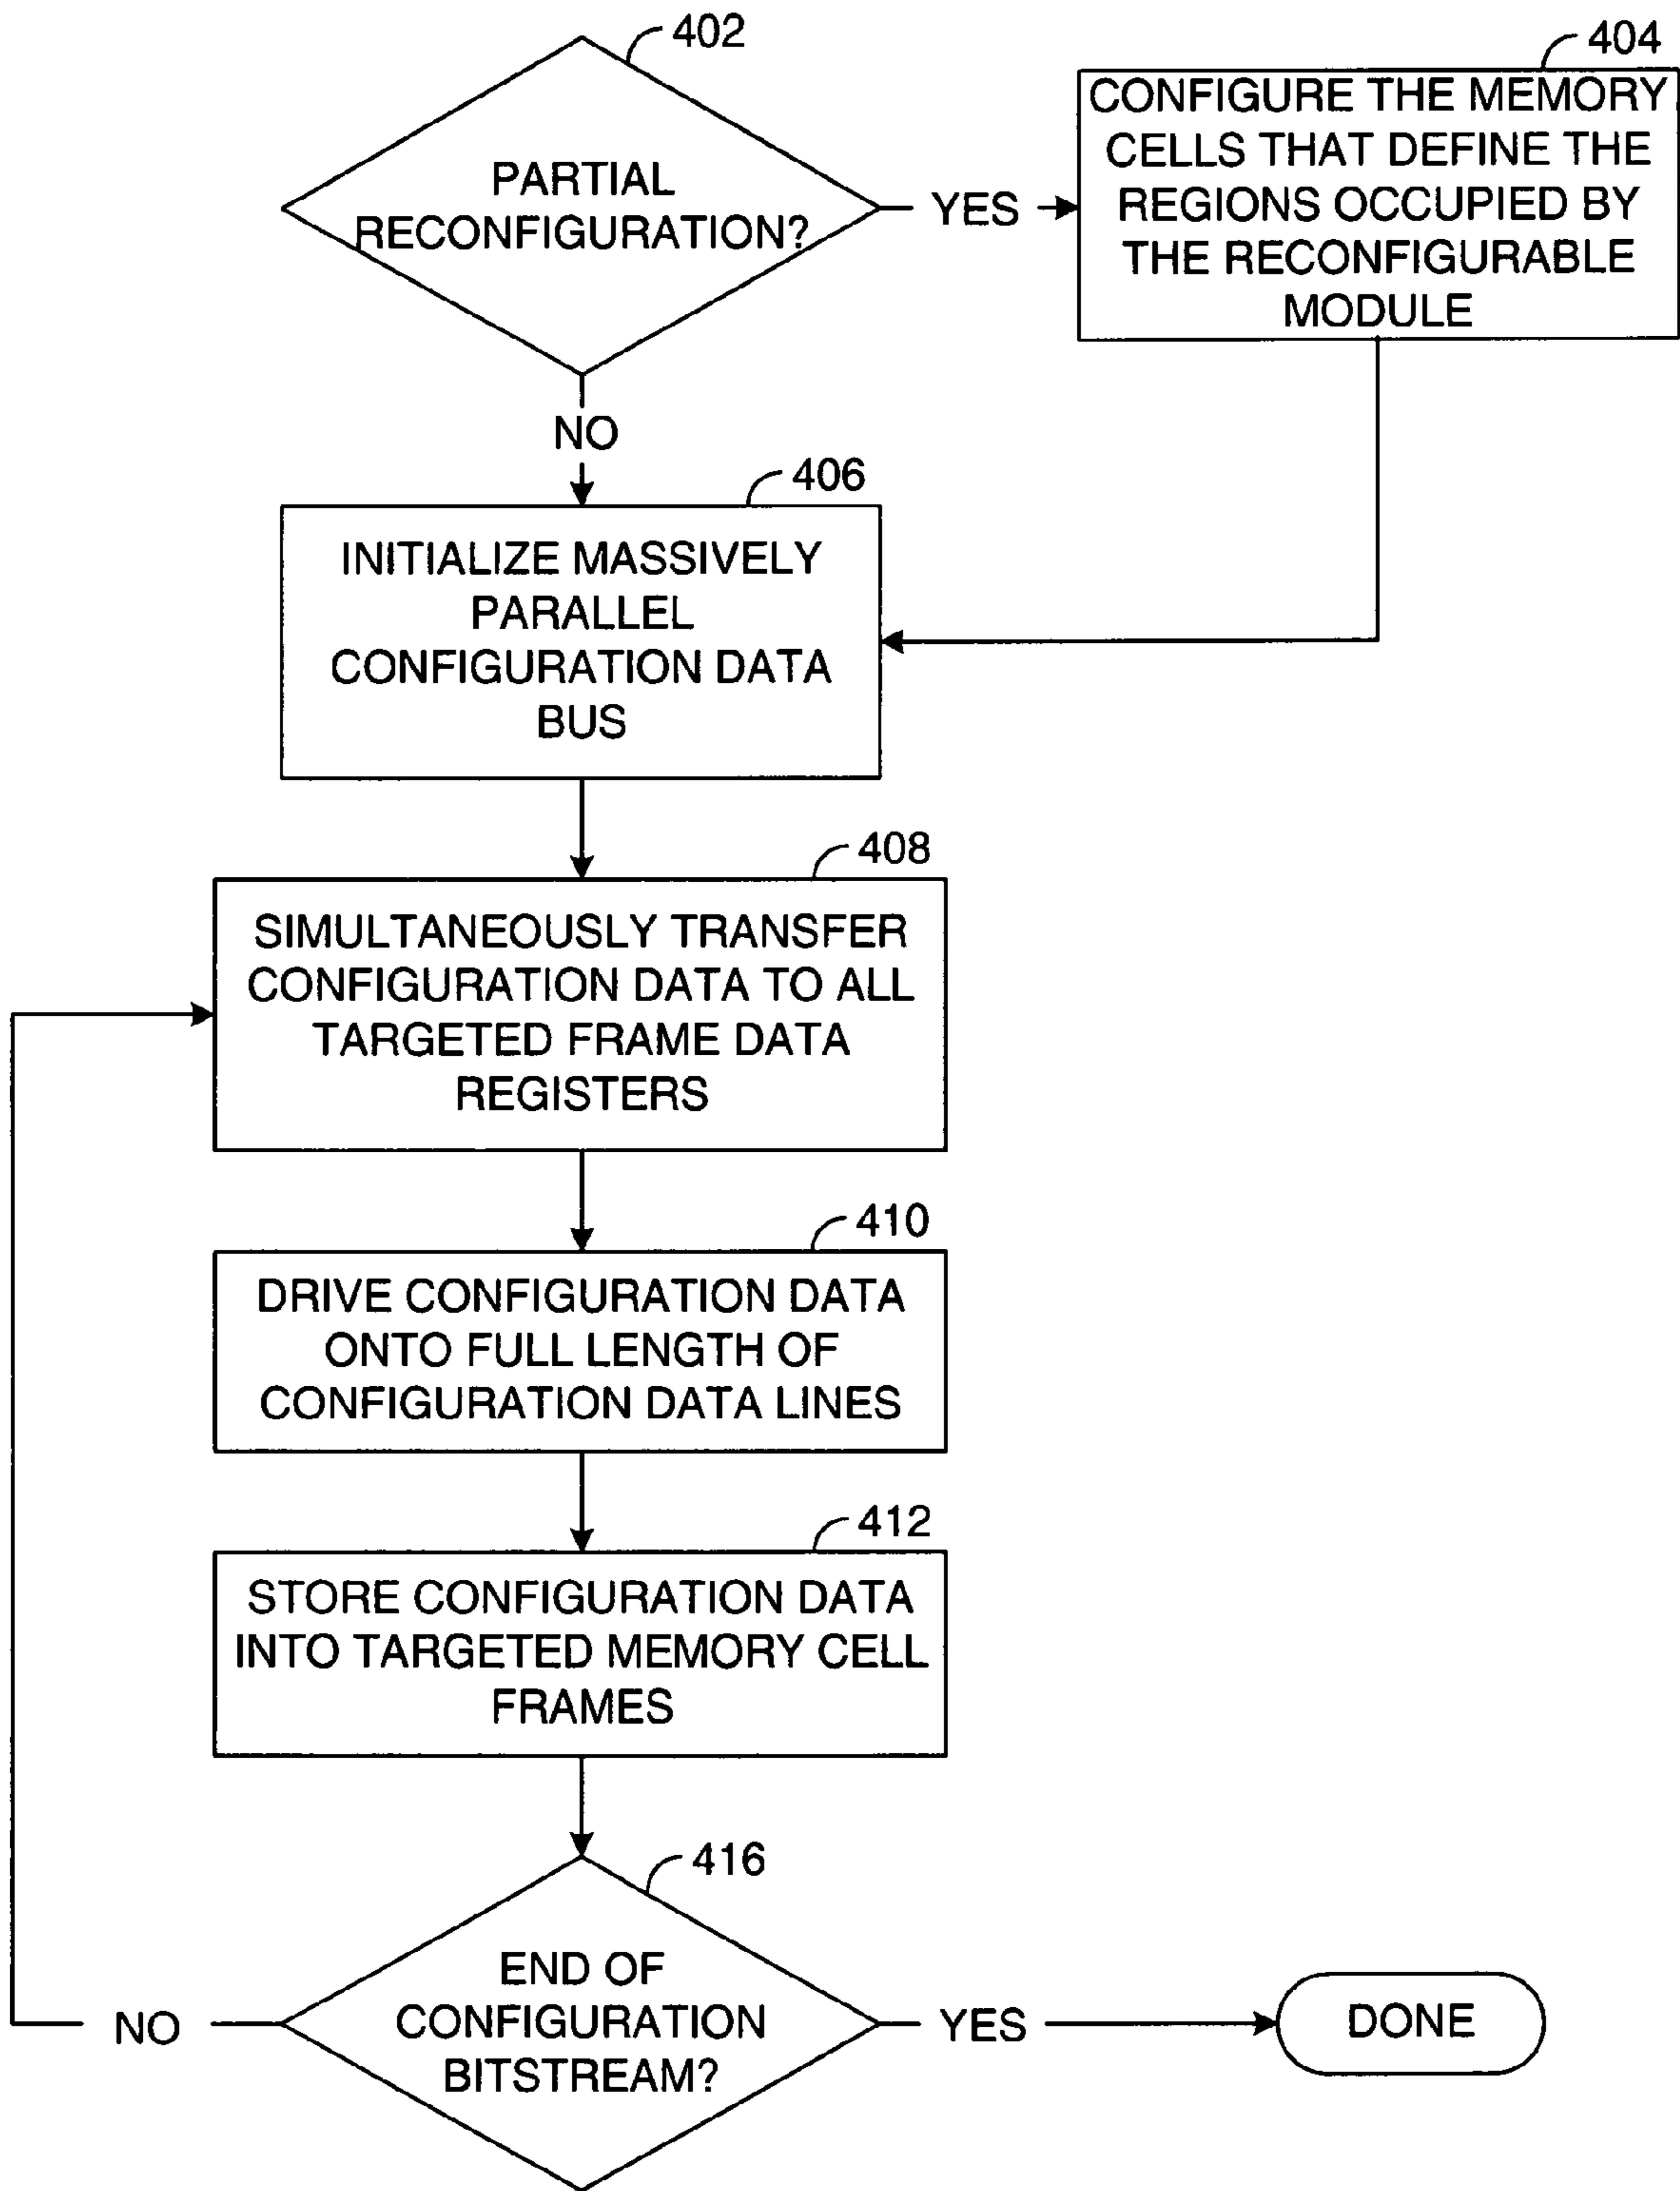 402
PARTIAL
RECONFIGURATION?
YES
404
CONFIGURE THE MEMORY
CELLS THAT DEFINE THE
REGIONS OCCUPIED BY
THE RECONFIGURABLE
MODULE
NO
406
INITIALIZE MASSIVELY
PARALLEL
CONFIGURATION DATA
BUS
408
SIMULTANEOUSLY TRANSFER
CONFIGURATION DATA TO ALL
TARGETED FRAME DATA
REGISTERS
410
DRIVE CONFIGURATION DATA
ONTO FULL LENGTH OF
CONFIGURATION DATA LINES
412
STORE CONFIGURATION DATA
INTO TARGETED MEMORY CELL
FRAMES
416
END OF
CONFIGURATION
BITSTREAM?
NO
YES
DONE